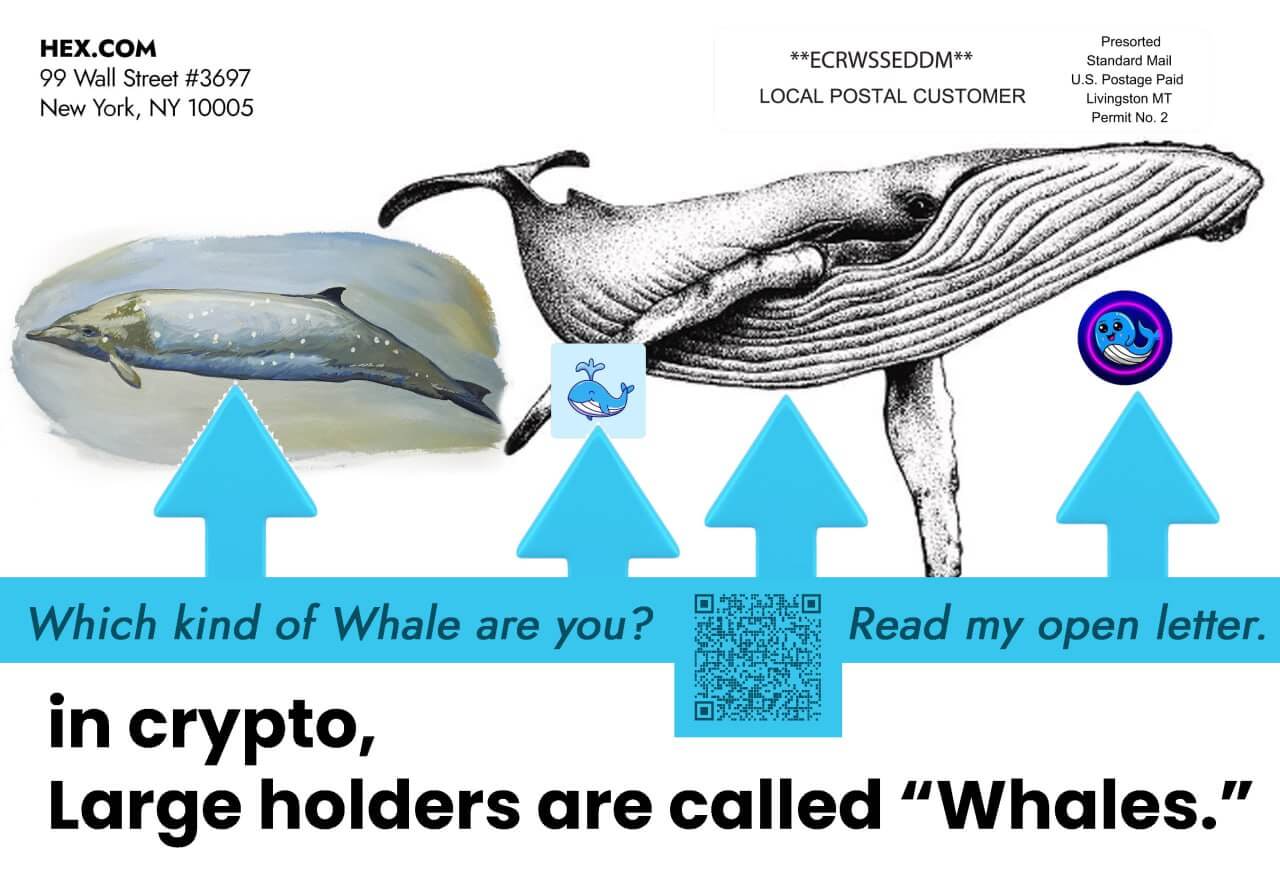 HEX.COM
99 Wall Street #3697
New York, NY 10005
**ECRWSSEDDM**
LOCAL POSTAL CUSTOMER
Presorted
Standard Mail
U.S. Postage Paid
Livingston MT
Permit No. 2
Which kind of Whale are you?
Read my open letter.
in crypto,
Large holders are called “Whales.”